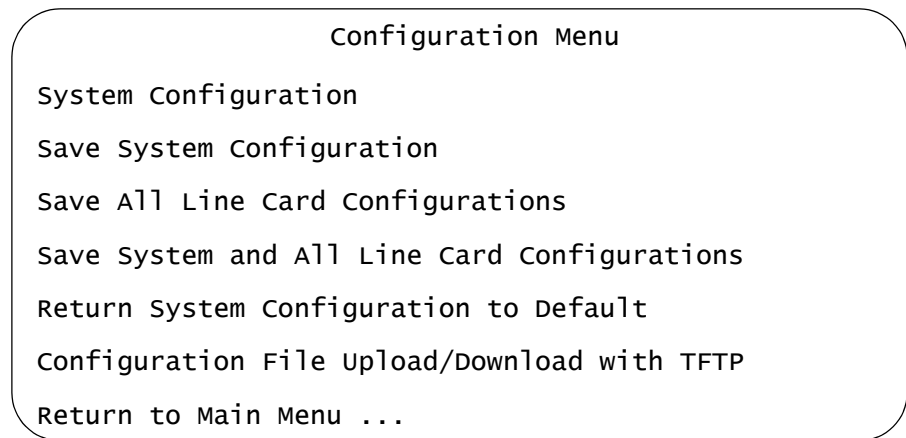 Configuration Menu
System Configuration
Save System Configuration
Save All Line Card Configurations
Save System and All Line Card Configurations
Return System Configuration to Default
Configuration File Upload/Download with TFTP
Return to Main Menu ...